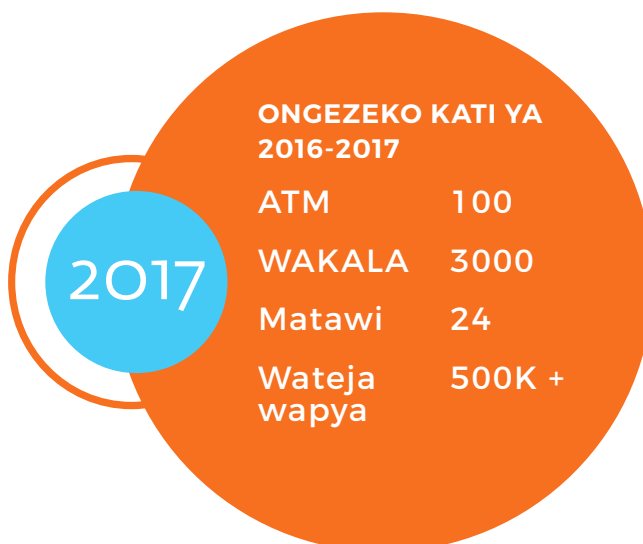 2017
ONGEZEKO KATI YA
2016-2017
ATM 100
WAKALA 3000
Matawi 24
Wateja 500K +
wapya